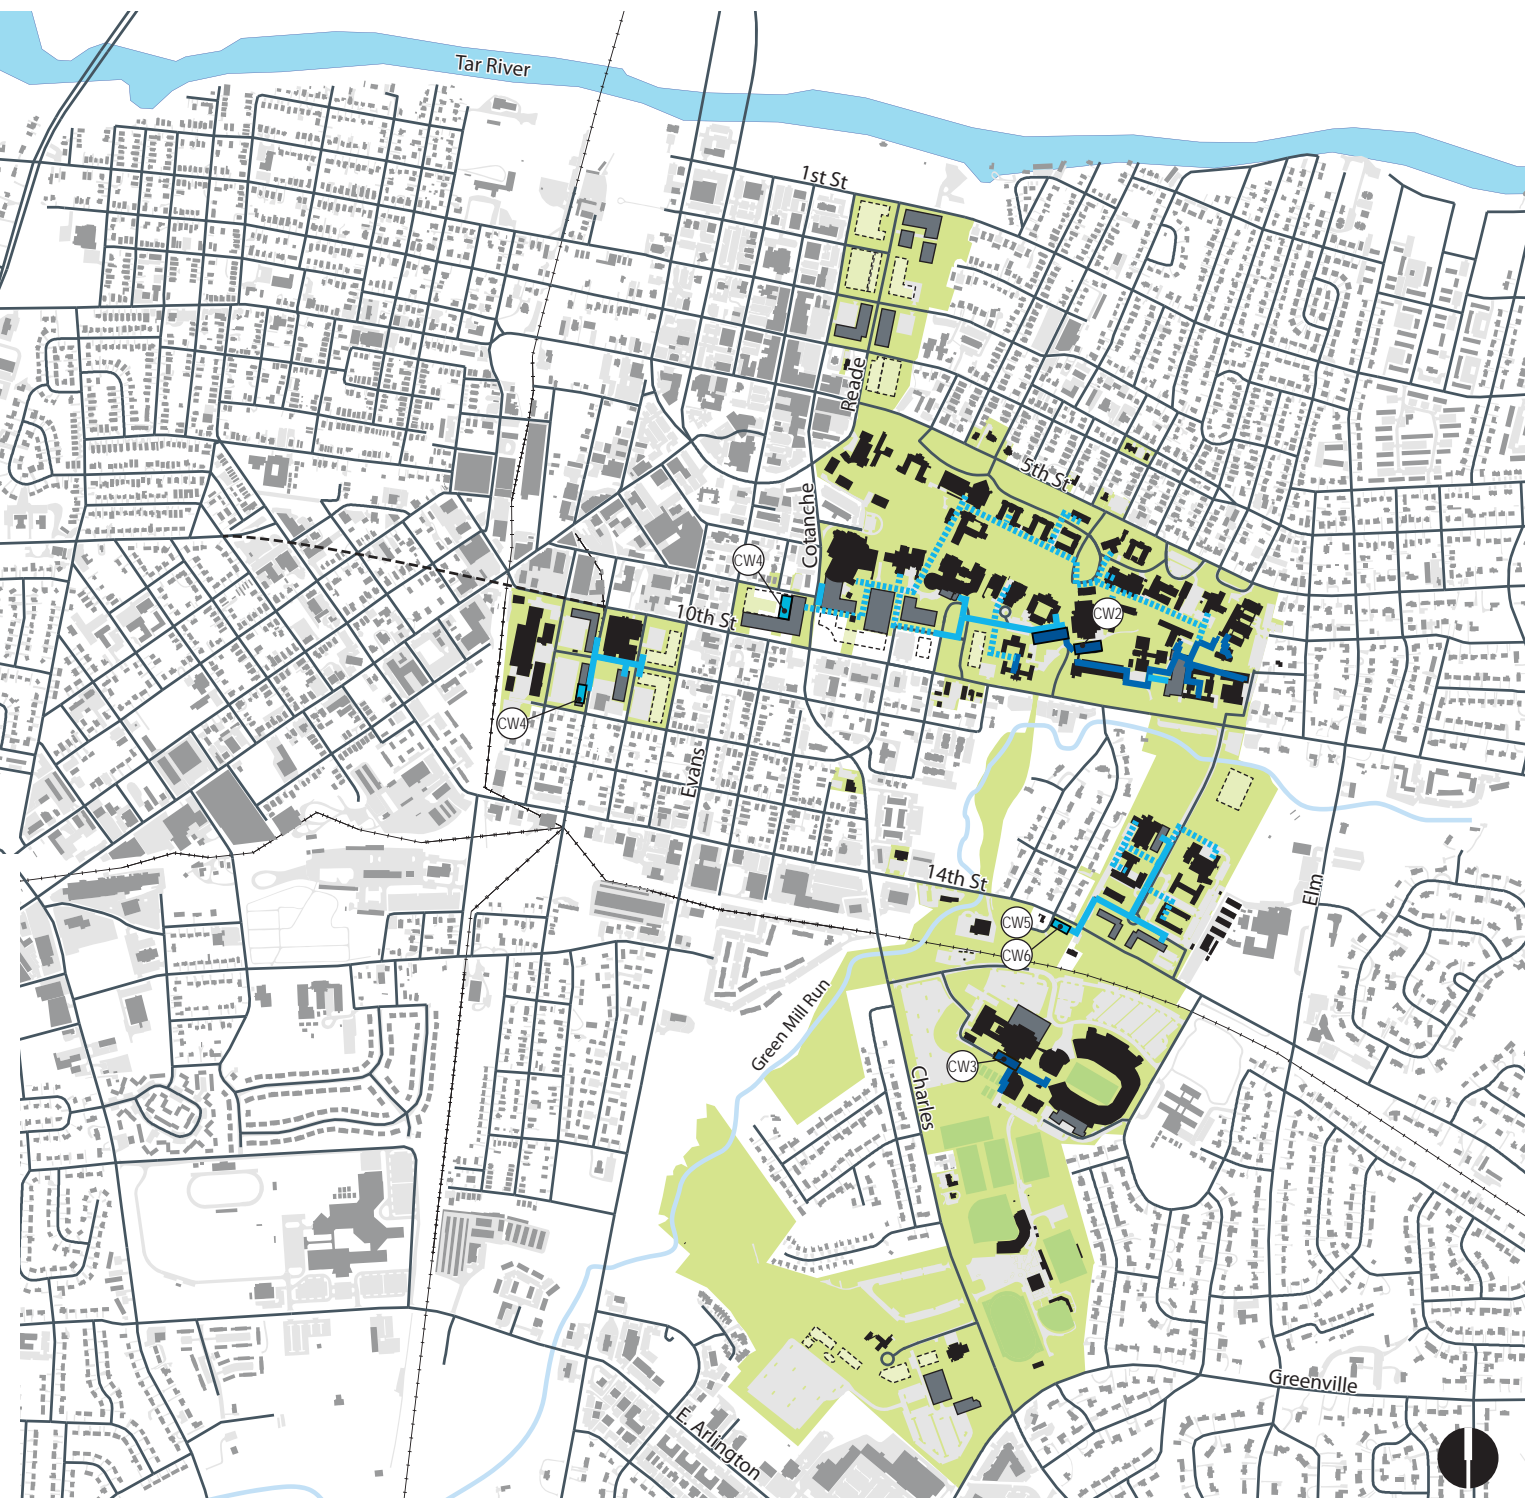 Tar River
1st St
Reade
5th St
Cotanche
CW4
10th St
CW2
CW4
Evans
14th St
Elm
CW5
CW6
Green Mill Run
CW3
Charles
Greenville
E. Arlington